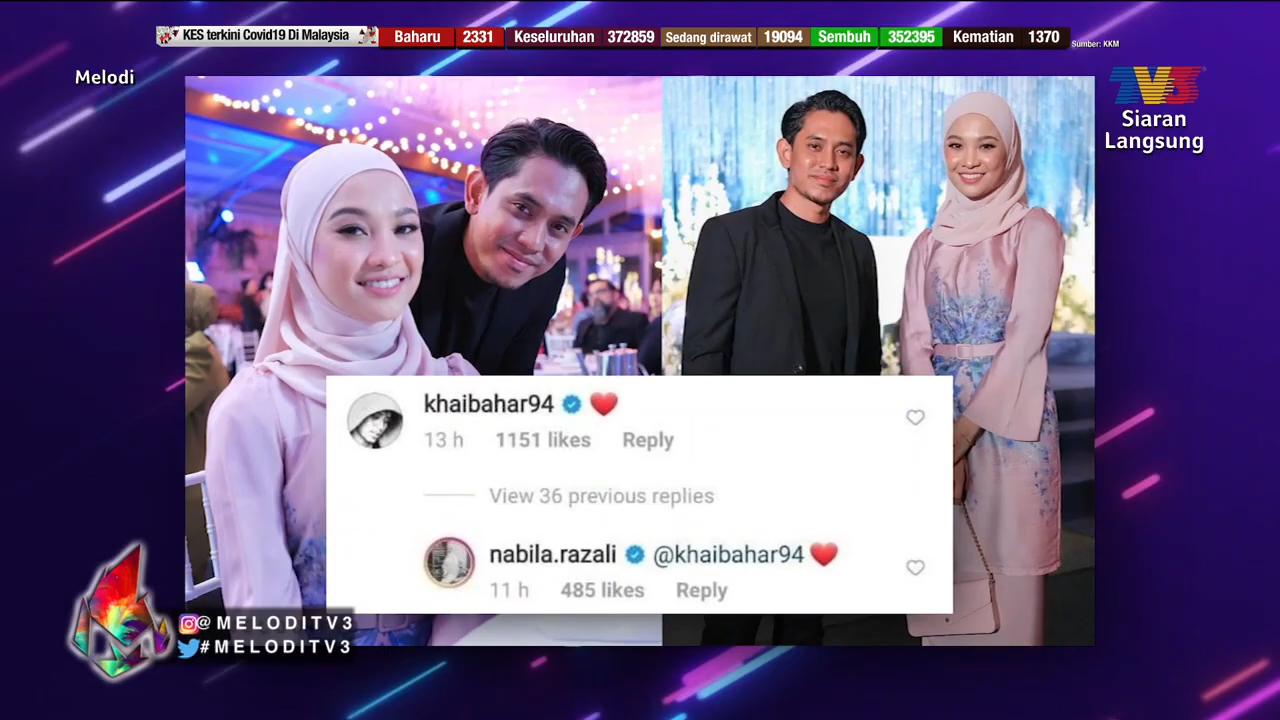 KES terkini Covid19 Di Malaysia Baharu 2331 Keseluruhan 372859 Sedang dirawat 19094 Sembuh 352395 Kematian 1370
Sumber: KKM
Melodi
TV3
Siaran
Langsung
khaibahar94
13 h 1151 likes Reply
View 36 previous replies
nabila.razali @khaibahar94
11 h 485 likes Reply
@MELODITV3
#MELODITV3